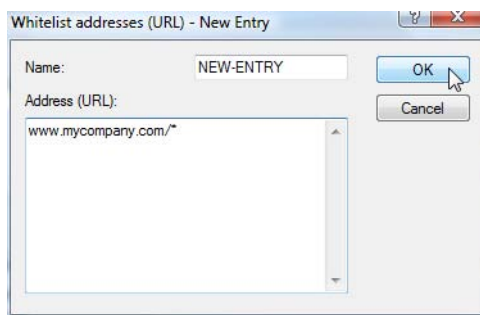 Whitelist addresses (URL) - New Entry
Name: NEW-ENTRY OK
Address (URL): Cancel
www.mycompany.com/*